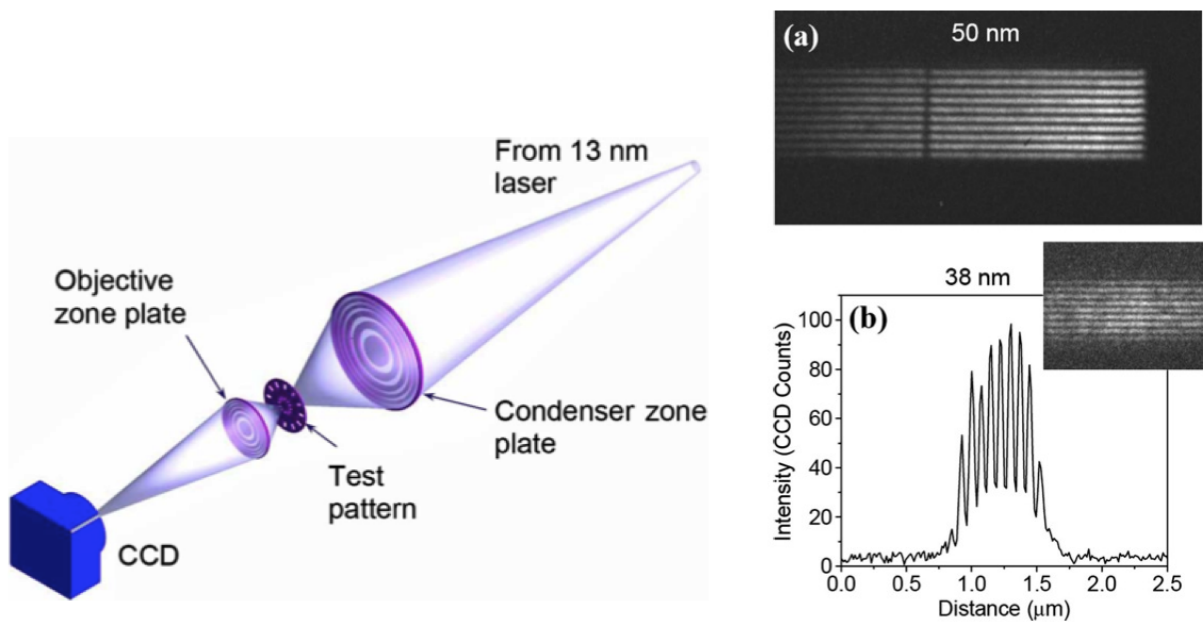 From 13 nm
laser
Objective
zone plate
Condenser zone
plate
Test
pattern
CCD
(a)
50 nm
38 nm
(b)
Intensity (CCD Counts)
100
80
60
40
20
0
0.0 0.5 1.0 1.5 2.0 2.5
Distance (μm)